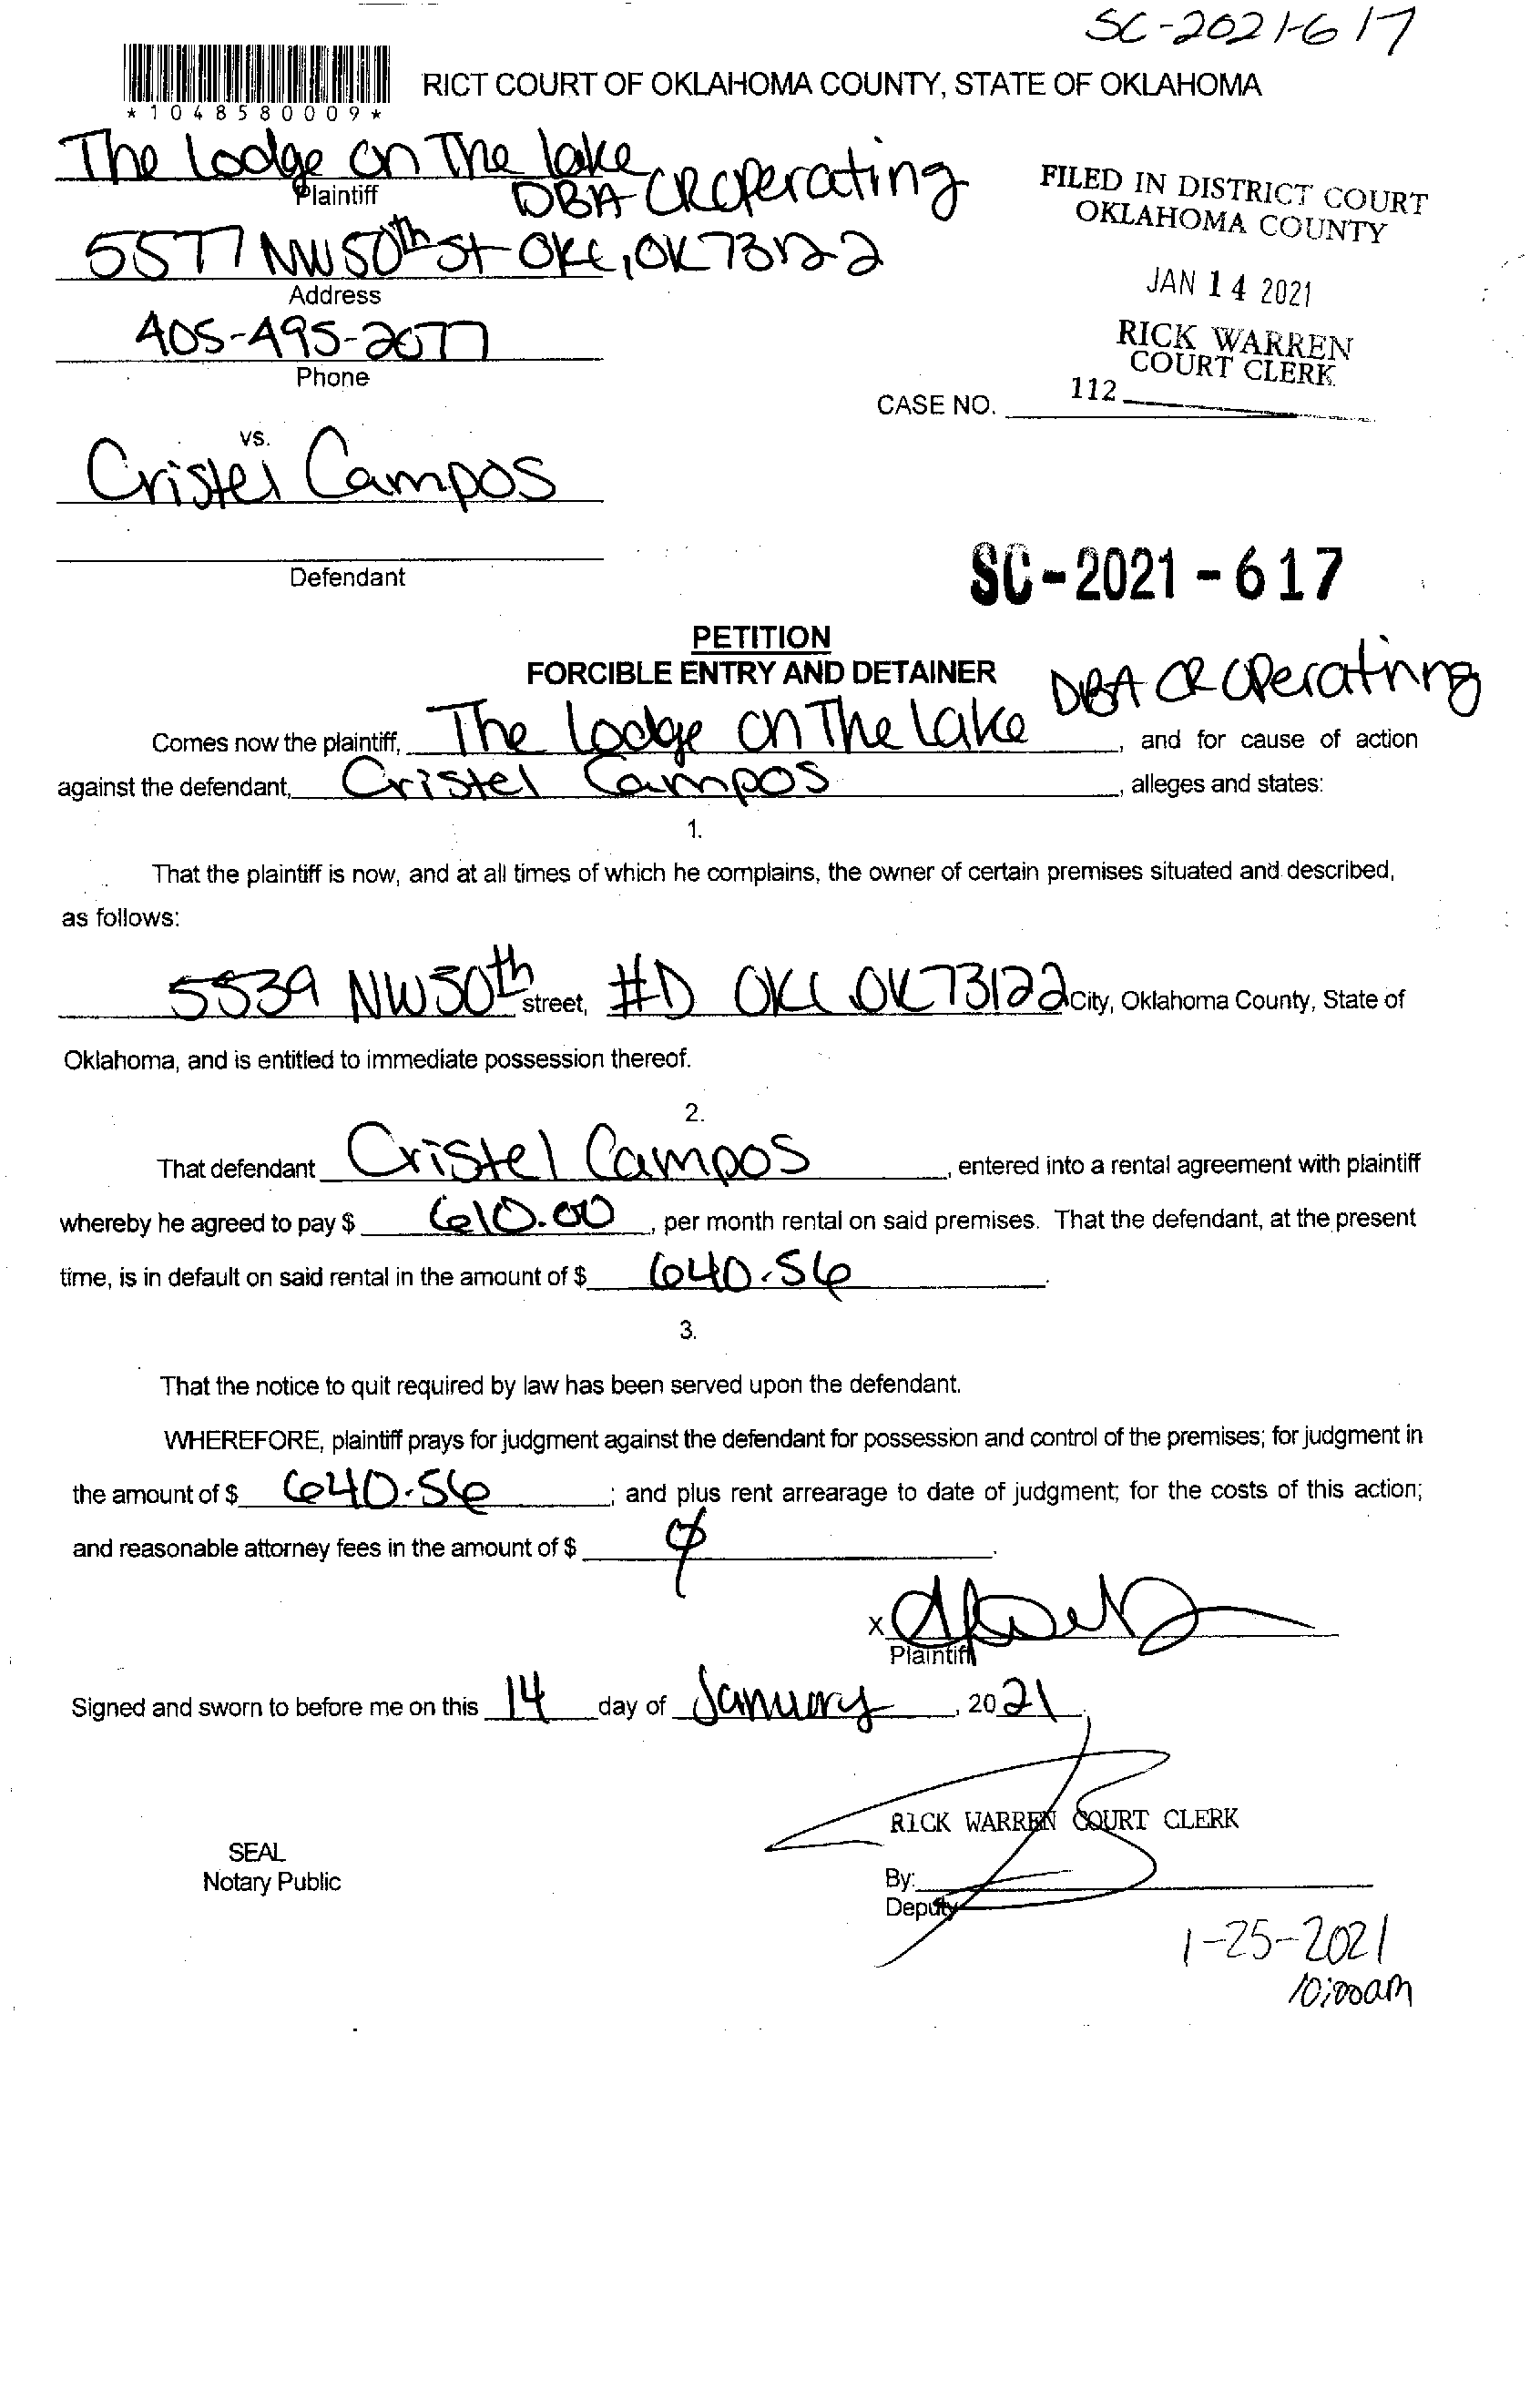 SC-2021-617
*1048580009*
RICT COURT OF OKLAHOMA COUNTY, STATE OF OKLAHOMA
The Lodge on The lake
Plaintiff
DBA CR Operating
FILED IN DISTRICT COURT
OKLAHOMA COUNTY
5577 NW 50th St OKC, OK 73122
Address
JAN 14 2021
405-495-2077
Phone
RICK WARREN
COURT CLERK
112
CASE NO.
vs.
Cristel Campos
Defendant
SC-2021-617
PETITION
FORCIBLE ENTRY AND DETAINER
DBA CR Operating
Comes now the plaintiff, The Lodge on The Lake, and for cause of action
against the defendant, Cristel Campos, alleges and states:
1.
That the plaintiff is now, and at all times of which he complains, the owner of certain premises situated and described,
as follows:
5539 NW 50th street, #D OKC OK 73122 City, Oklahoma County, State of
Oklahoma, and is entitled to immediate possession thereof.
2.
That defendant Cristel Campos, entered into a rental agreement with plaintiff
whereby he agreed to pay $ 610.00, per month rental on said premises. That the defendant, at the present
time, is in default on said rental in the amount of $ 640.56.
3.
That the notice to quit required by law has been served upon the defendant.
WHEREFORE, plaintiff prays for judgment against the defendant for possession and control of the premises; for judgment in
the amount of $ 640.56; and plus rent arrearage to date of judgment; for the costs of this action;
and reasonable attorney fees in the amount of $ .
X
Plaintiff
Signed and sworn to before me on this 14 day of January, 2021.
RICK WARREN COURT CLERK
SEAL
Notary Public
By:
Deputy
1-25-2021
10:00am